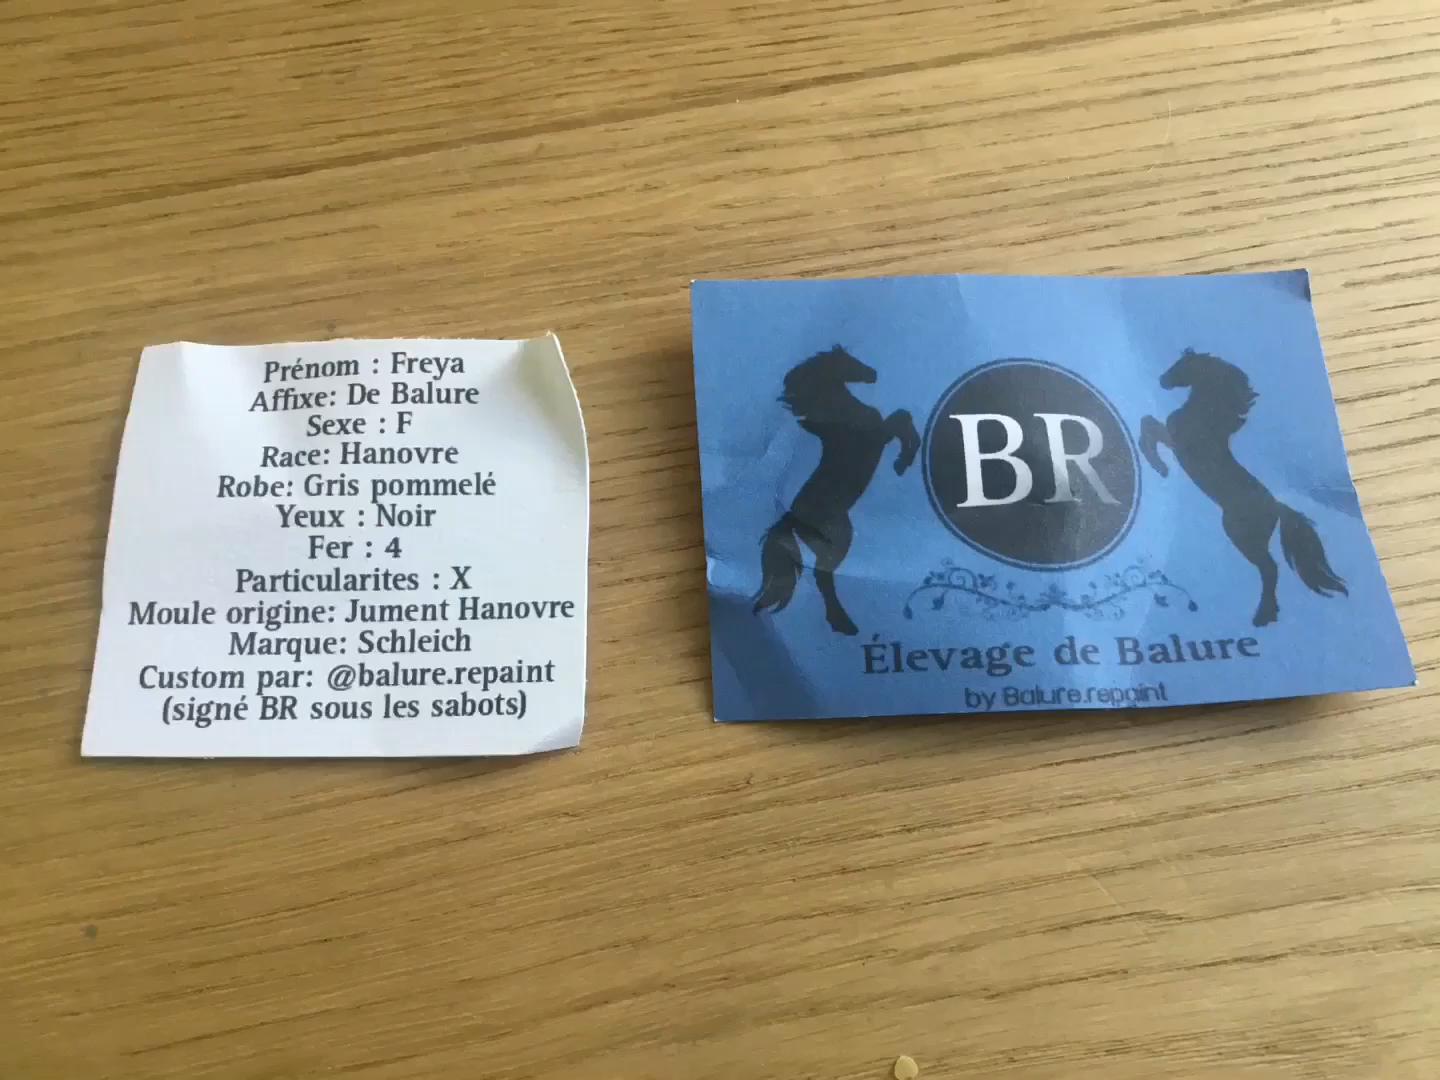 Prénom : Freya
Affixe: De Balure
Sexe : F
Race: Hanovre
Robe: Gris pommelé
Yeux : Noir
Fer : 4
Particularites : X
Moule origine: Jument Hanovre
Marque: Schleich
Custom par: @balure.repaint
(signé BR sous les sabots)
BR
Élevage de Balure
by Balure.repaint